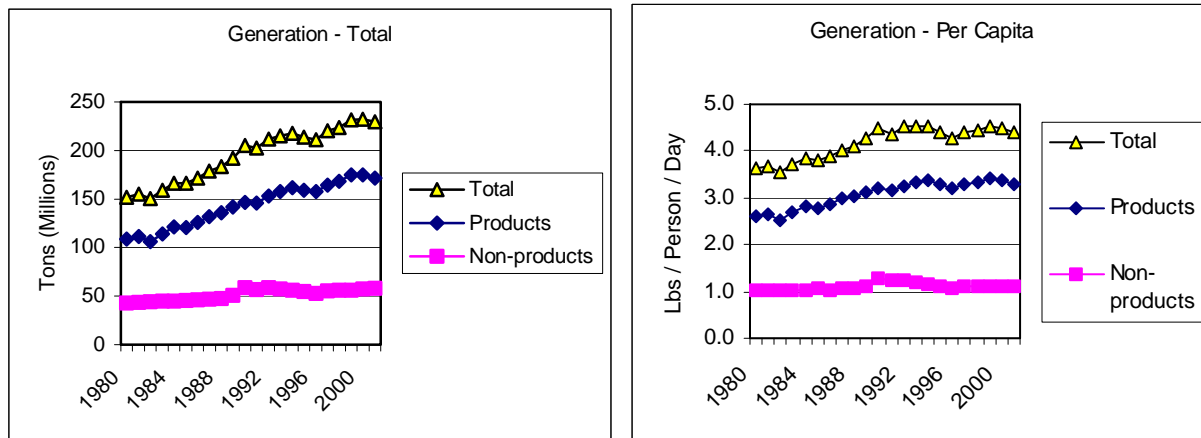 Generation - Total
Tons (Millions)
250
200
150
100
50
0
1980
1984
1988
1992
1996
2000
Total
Products
Non-products
Generation - Per Capita
Lbs / Person / Day
5.0
4.0
3.0
2.0
1.0
0.0
1980
1984
1988
1992
1996
2000
Total
Products
Non-
products